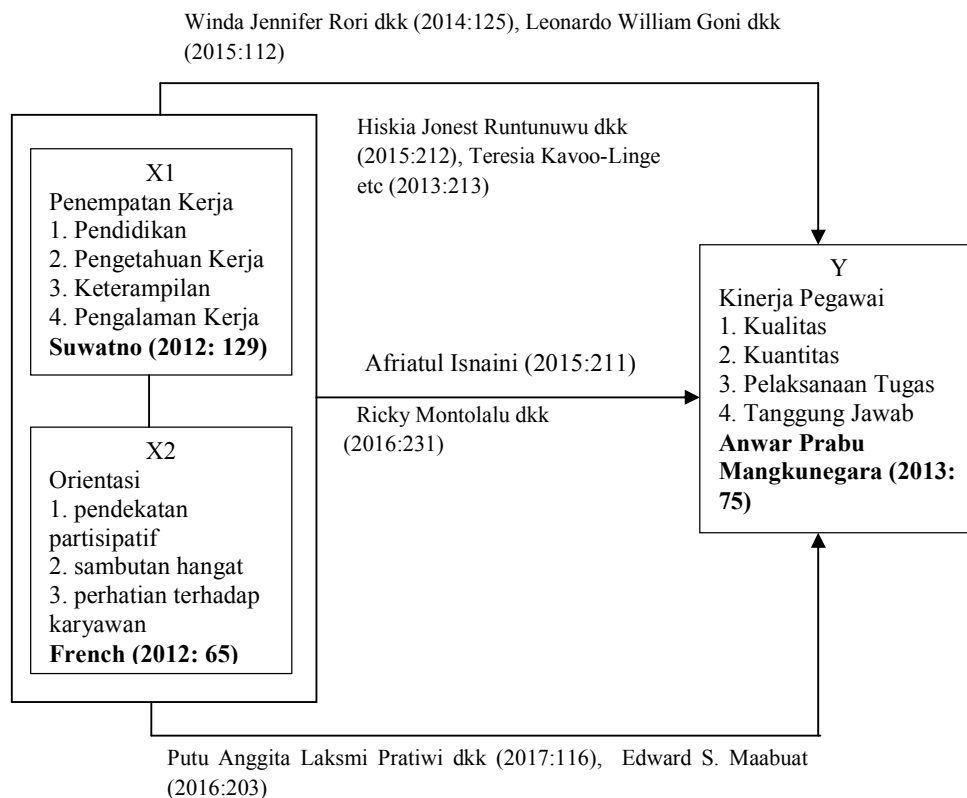 Winda Jennifer Rori dkk (2014:125), Leonardo William Goni dkk
(2015:112)
Hiskia Jonest Runtunuwu dkk
(2015:212), Teresia Kavoo-Linge
etc (2013:213)
X1
Penempatan Kerja
1. Pendidikan
2. Pengetahuan Kerja
3. Keterampilan
4. Pengalaman Kerja
Suwatno (2012: 129)
X2
Orientasi
1. pendekatan
partisipatif
2. sambutan hangat
3. perhatian terhadap
karyawan
French (2012: 65)
Afriatul Isnaini (2015:211)
Ricky Montolalu dkk
(2016:231)
Y
Kinerja Pegawai
1. Kualitas
2. Kuantitas
3. Pelaksanaan Tugas
4. Tanggung Jawab
Anwar Prabu
Mangkunegara (2013:
75)
Putu Anggita Laksmi Pratiwi dkk (2017:116), Edward S. Maabuat
(2016:203)